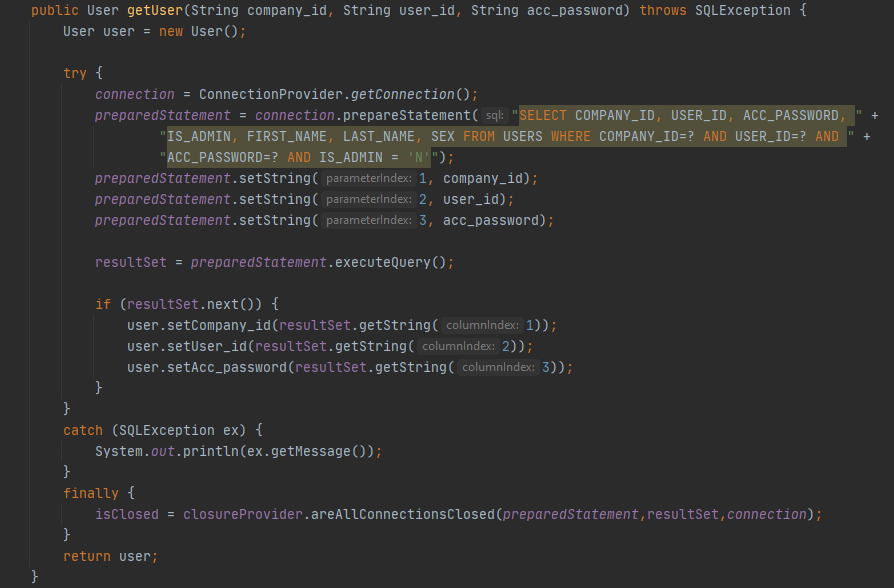 public User getUser(String company_id, String user_id, String acc_password) throws SQLException {
User user = new User();
try {
connection = ConnectionProvider.getConnection();
preparedStatement = connection.prepareStatement( sql: "SELECT COMPANY_ID, USER_ID, ACC_PASSWORD, " +
"IS_ADMIN, FIRST_NAME, LAST_NAME, SEX FROM USERS WHERE COMPANY_ID=? AND USER_ID=? AND " +
"ACC_PASSWORD=? AND IS_ADMIN = 'N'");
preparedStatement.setString( parameterIndex: 1, company_id);
preparedStatement.setString( parameterIndex: 2, user_id);
preparedStatement.setString( parameterIndex: 3, acc_password);
resultSet = preparedStatement.executeQuery();
if (resultSet.next()) {
user.setCompany_id(resultSet.getString( columnIndex: 1));
user.setUser_id(resultSet.getString( columnIndex: 2));
user.setAcc_password(resultSet.getString( columnIndex: 3));
}
}
catch (SQLException ex) {
System.out.println(ex.getMessage());
}
finally {
isClosed = closureProvider.areAllConnectionsClosed(preparedStatement,resultSet,connection);
}
return user;
}